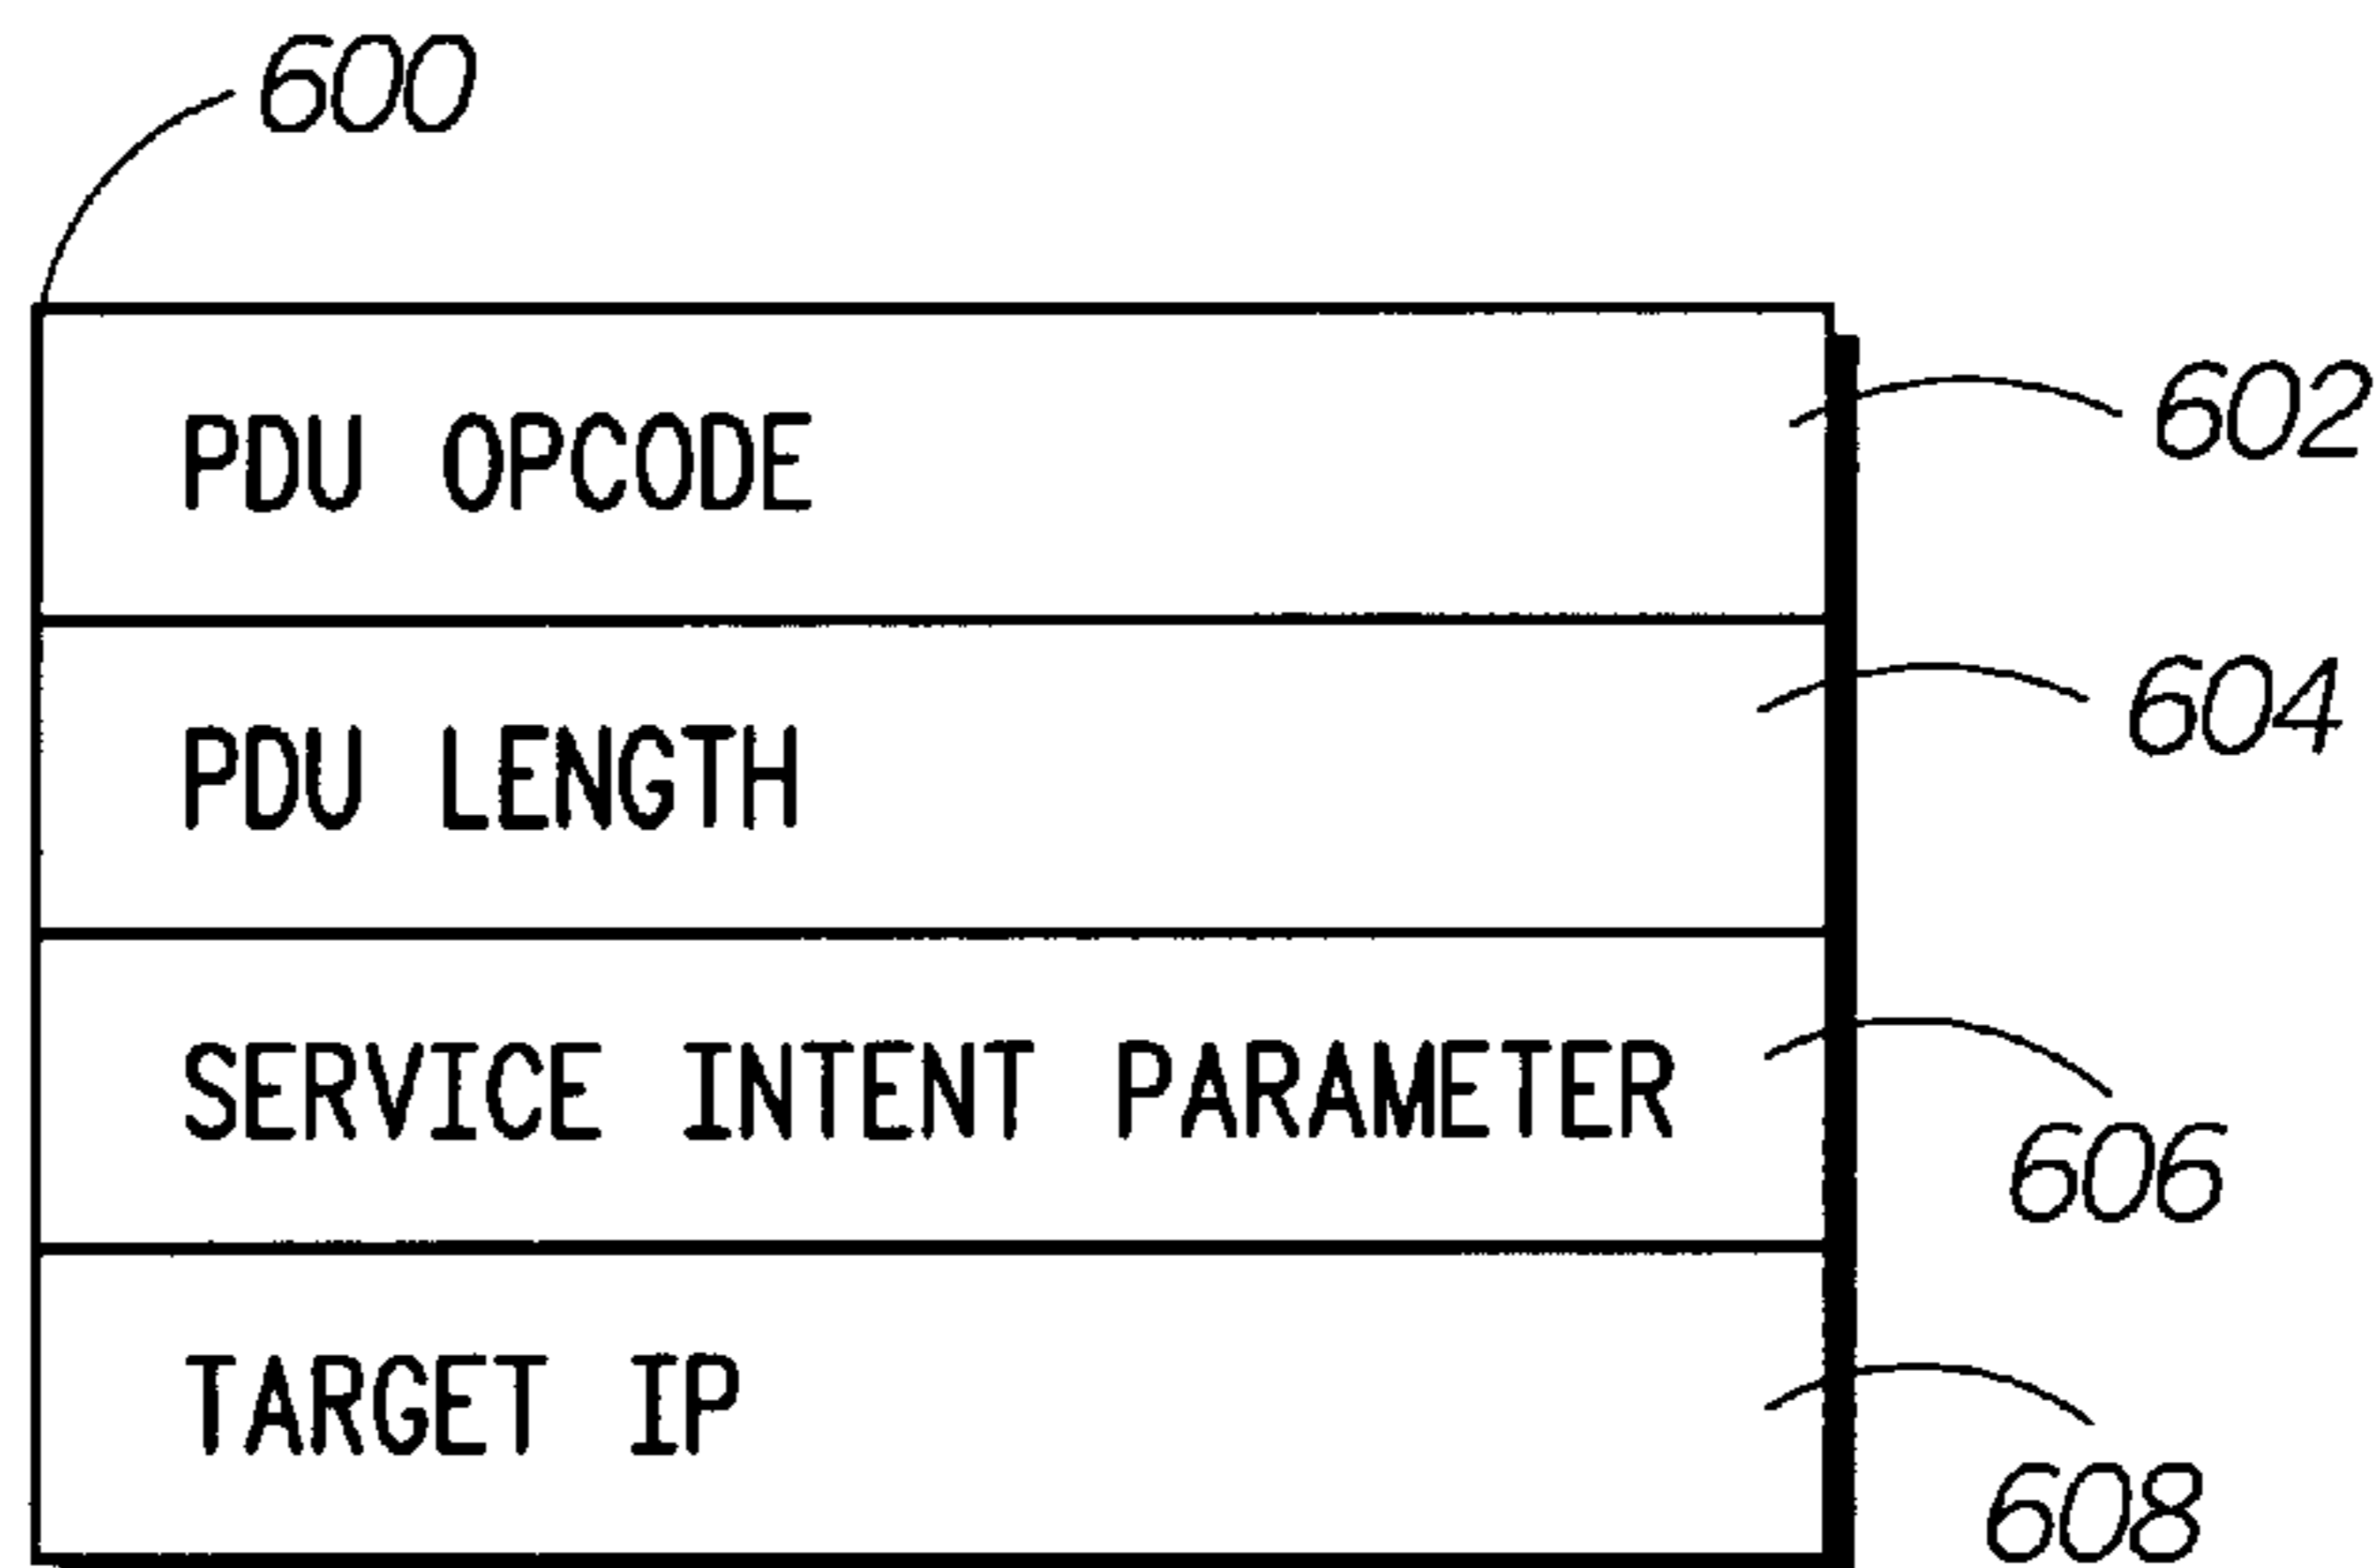 600
PDU OPCODE
602
PDU LENGTH
604
SERVICE INTENT PARAMETER
606
TARGET IP
608